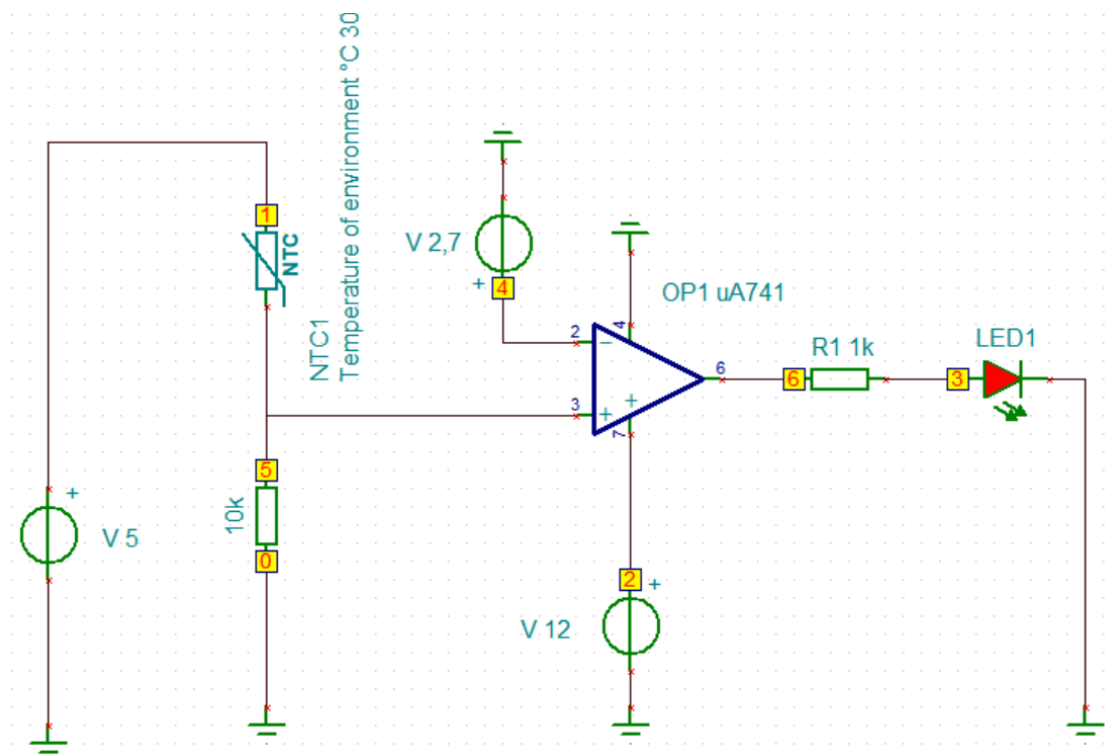 Temperature of environment °C 30
NTC1
1
NTC
V 2,7
+
4
OP1 uA741
2
4
−
6
R1 1k
6
LED1
3
3
+
+
7
5
10k
0
+
V 5
2
+
V 12